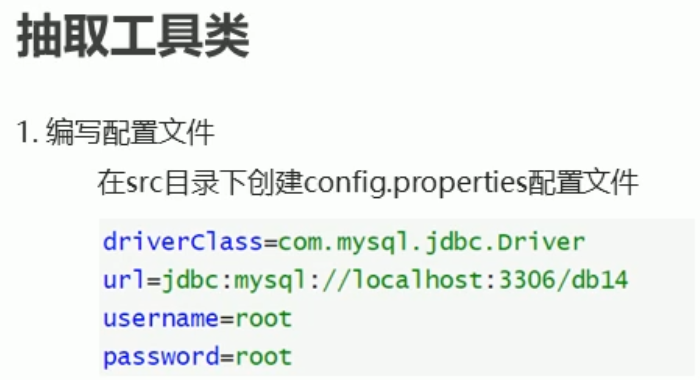 抽取工具类
1. 编写配置文件
在src目录下创建config.properties配置文件
driverClass=com.mysql.jdbc.Driver
url=jdbc:mysql://localhost:3306/db14
username=root
password=root